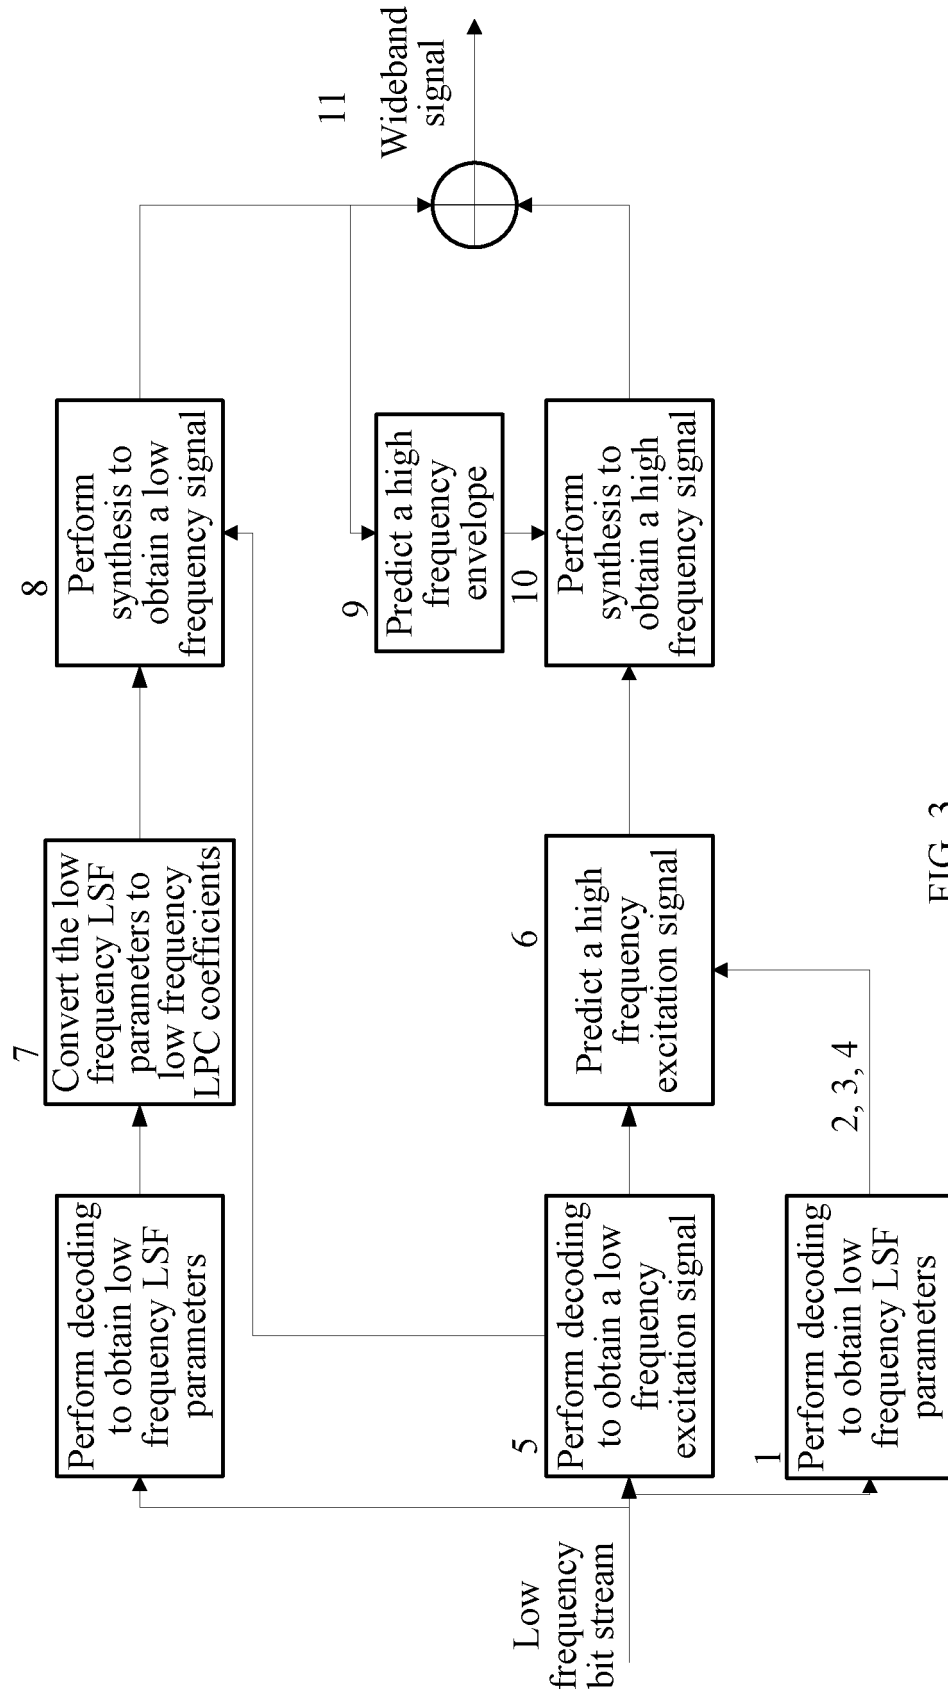 Low
frequency
bit stream
Perform decoding
to obtain low
frequency LSF
parameters
7
Convert the low
frequency LSF
parameters to
low frequency
LPC coefficients
8
Perform
synthesis to
obtain a low
frequency signal
5
Perform decoding
to obtain a low
frequency
excitation signal
6
Predict a high
frequency
excitation signal
9
Predict a high
frequency
envelope
10
Perform
synthesis to
obtain a high
frequency signal
11
Wideband
signal
1
Perform decoding
to obtain low
frequency LSF
parameters
2, 3, 4
FIG. 3